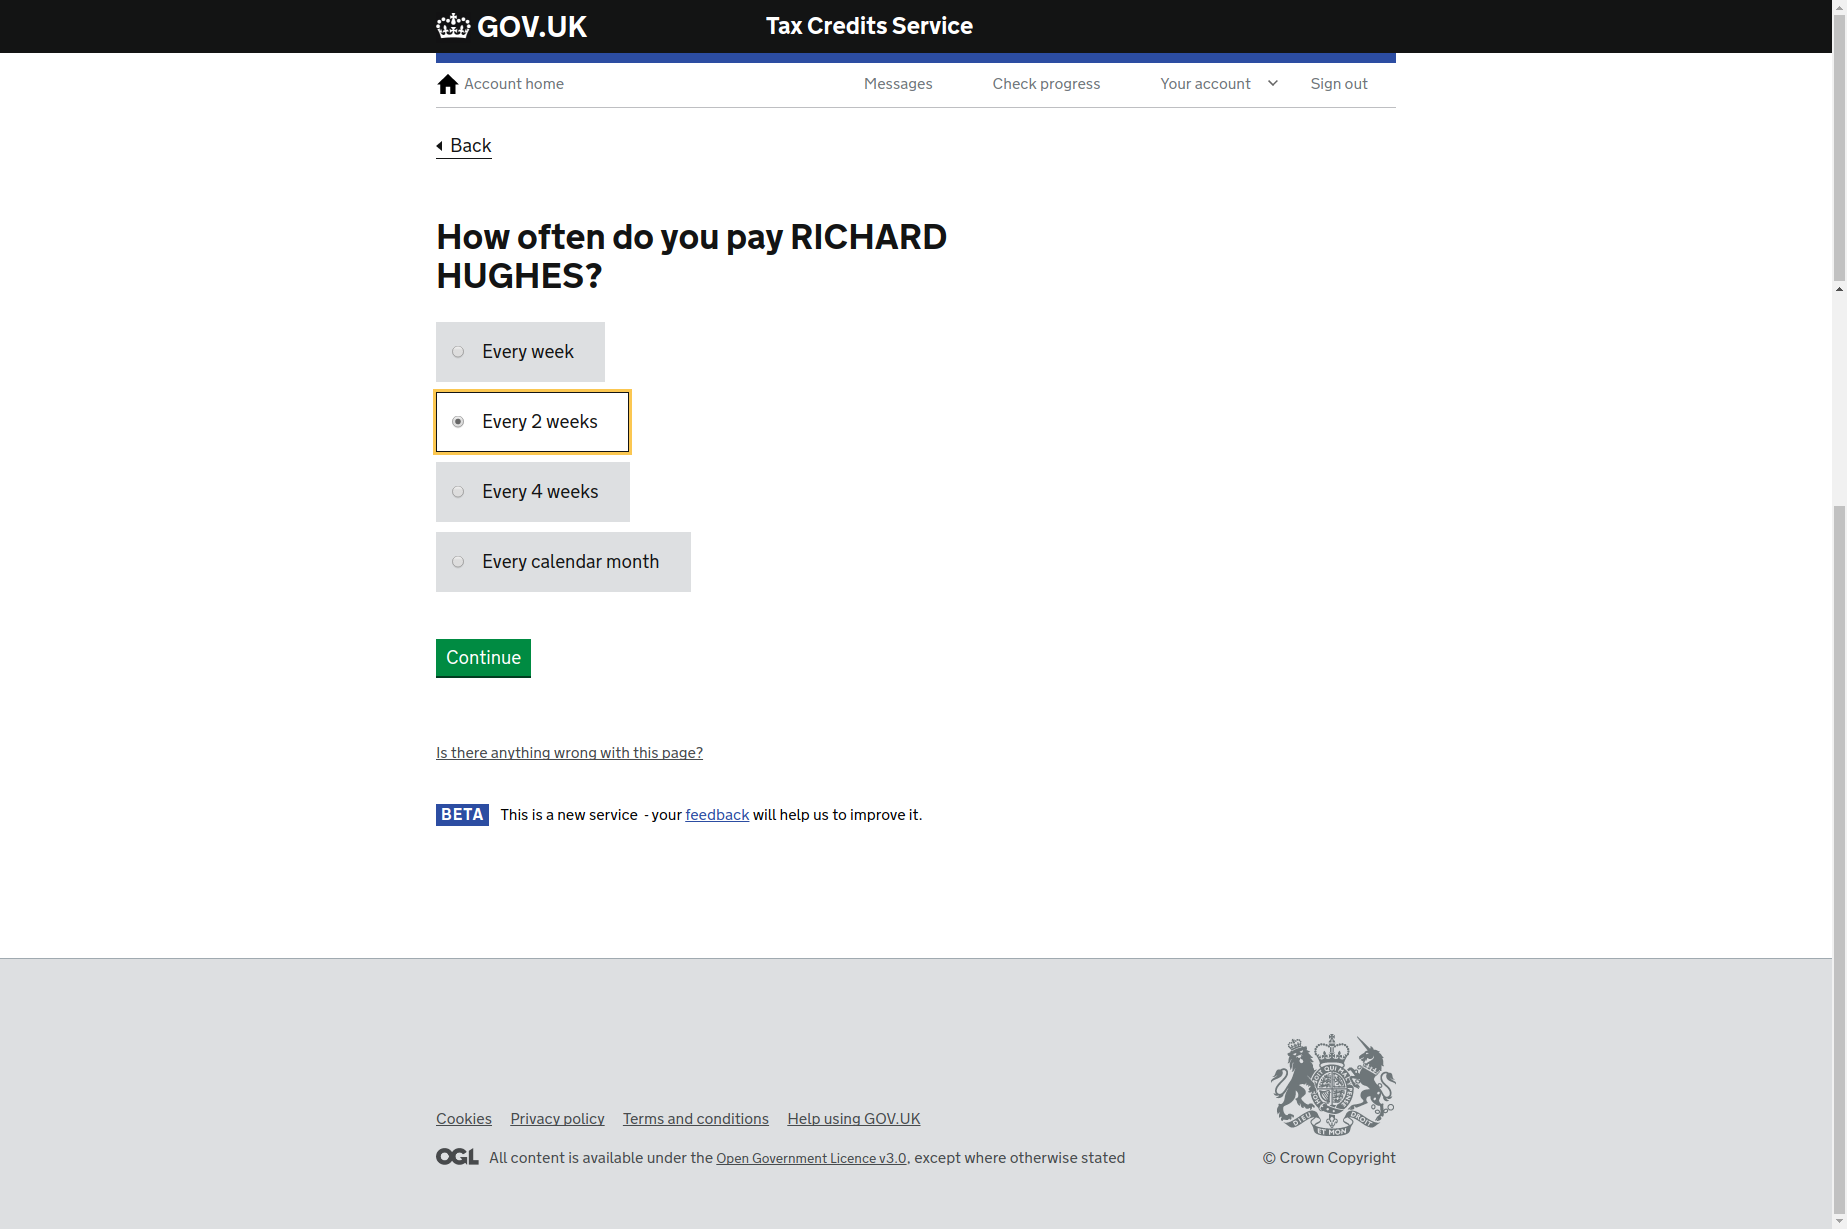 GOV.UK Tax Credits Service
Account home Messages Check progress Your account Sign out
Back
How often do you pay RICHARD
HUGHES?
Every week
Every 2 weeks
Every 4 weeks
Every calendar month
Continue
Is there anything wrong with this page?
BETA This is a new service - your feedback will help us to improve it.
Cookies Privacy policy Terms and conditions Help using GOV.UK
OGL All content is available under the Open Government Licence v3.0, except where otherwise stated
DIEU ET MON DROIT
© Crown Copyright